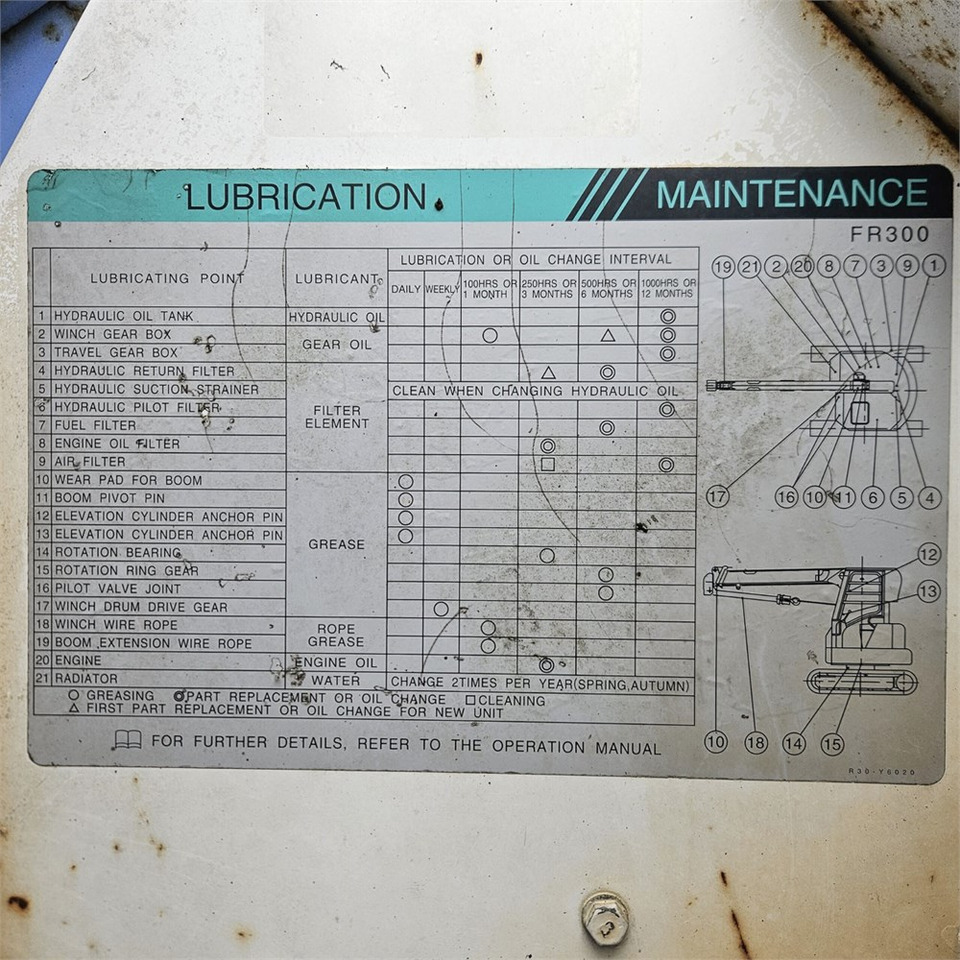 LUBRICATION MAINTENANCE
FR300
LUBRICATING POINT LUBRICANT LUBRICATION OR OIL CHANGE INTERVAL
DAILY WEEKLY 100HRS OR 1 MONTH 250HRS OR 3 MONTHS 500HRS OR 6 MONTHS 1000HRS OR 12 MONTHS
1 HYDRAULIC OIL TANK HYDRAULIC OIL ◎
2 WINCH GEAR BOX GEAR OIL ○ △ ◎
3 TRAVEL GEAR BOX ◎
4 HYDRAULIC RETURN FILTER FILTER ELEMENT △ ◎
5 HYDRAULIC SUCTION STRAINER CLEAN WHEN CHANGING HYDRAULIC OIL
6 HYDRAULIC PILOT FILTER ◎
7 FUEL FILTER ◎
8 ENGINE OIL FILTER ◎
9 AIR FILTER □ ◎
10 WEAR PAD FOR BOOM GREASE ○
11 BOOM PIVOT PIN ○
12 ELEVATION CYLINDER ANCHOR PIN ○
13 ELEVATION CYLINDER ANCHOR PIN ○
14 ROTATION BEARING ○
15 ROTATION RING GEAR ○
16 PILOT VALVE JOINT ○
17 WINCH DRUM DRIVE GEAR ○
18 WINCH WIRE ROPE ROPE GREASE ○
19 BOOM EXTENSION WIRE ROPE ○
20 ENGINE ENGINE OIL ◎
21 RADIATOR WATER CHANGE 2TIMES PER YEAR(SPRING,AUTUMN)
○ GREASING ◎PART REPLACEMENT OR OIL CHANGE □CLEANING
△ FIRST PART REPLACEMENT OR OIL CHANGE FOR NEW UNIT
FOR FURTHER DETAILS, REFER TO THE OPERATION MANUAL
19 21 2 20 8 7 3 9 1
17 16 10 11 6 5 4
12
13
10 18 14 15
R30-Y6020